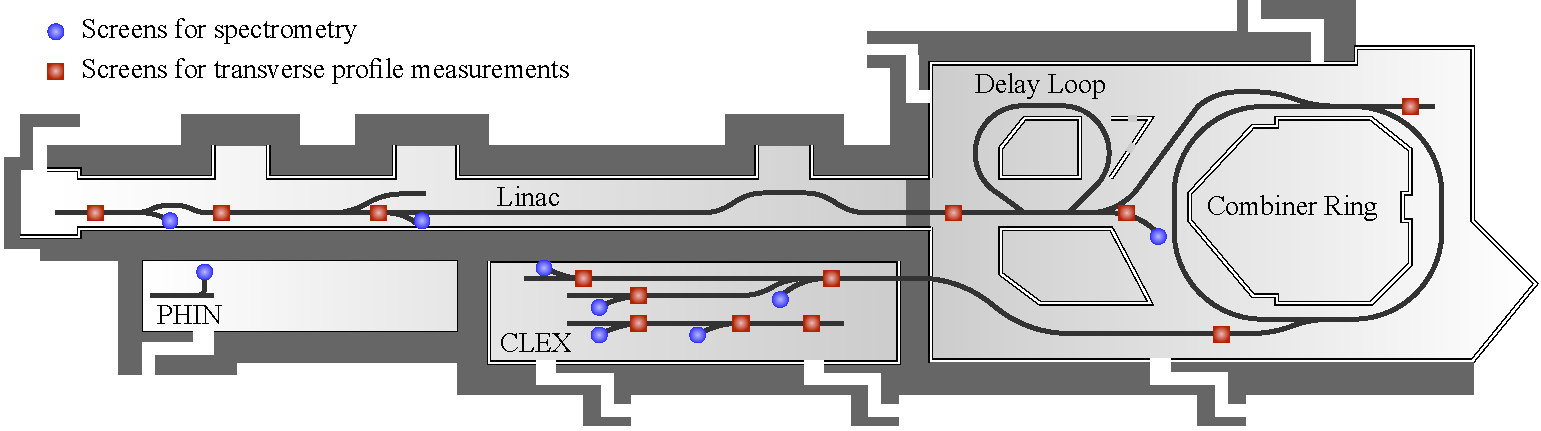 Screens for spectrometry
Screens for transverse profile measurements
Delay Loop
Linac
Combiner Ring
PHIN
CLEX